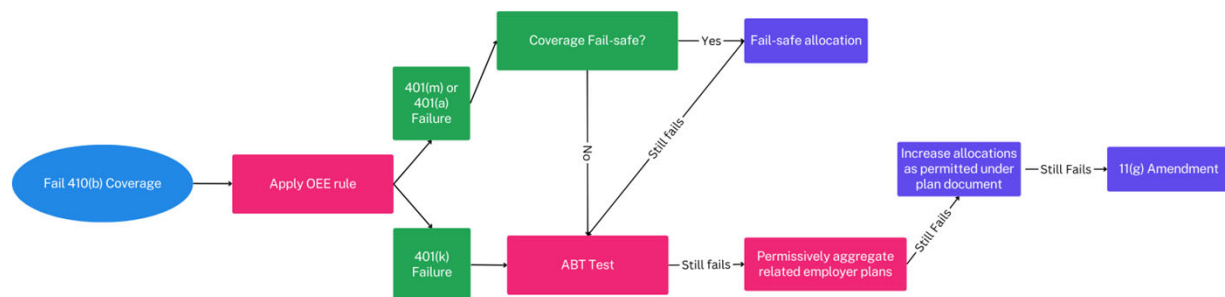 Coverage Fail-safe?
Yes
Fail-safe allocation
401(m) or
401(a)
Failure
No
Still fails
Fail 410(b) Coverage
Apply OEE rule
Increase allocations
as permitted under
plan document
Still Fails
11(g) Amendment
401(k)
Failure
ABT Test
Still fails
Permissively aggregate
related employer plans
Still Fails